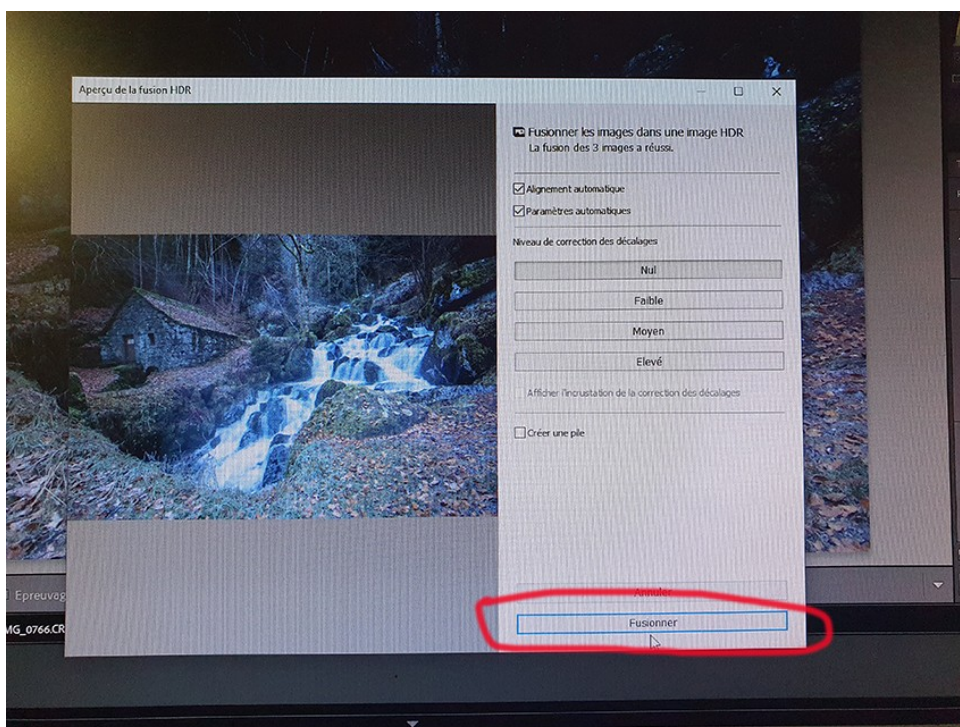 Aperçu de la fusion HDR
Fusionner les images dans une image HDR
La fusion des 3 images a réussi.
Alignement automatique
Paramètres automatiques
Niveau de correction des décalages
Nul
Faible
Moyen
Elevé
Afficher l'incrustation de la correction des décalages
Créer une pile
Annuler
Epreuvag
Fusionner
MG_0766.CR